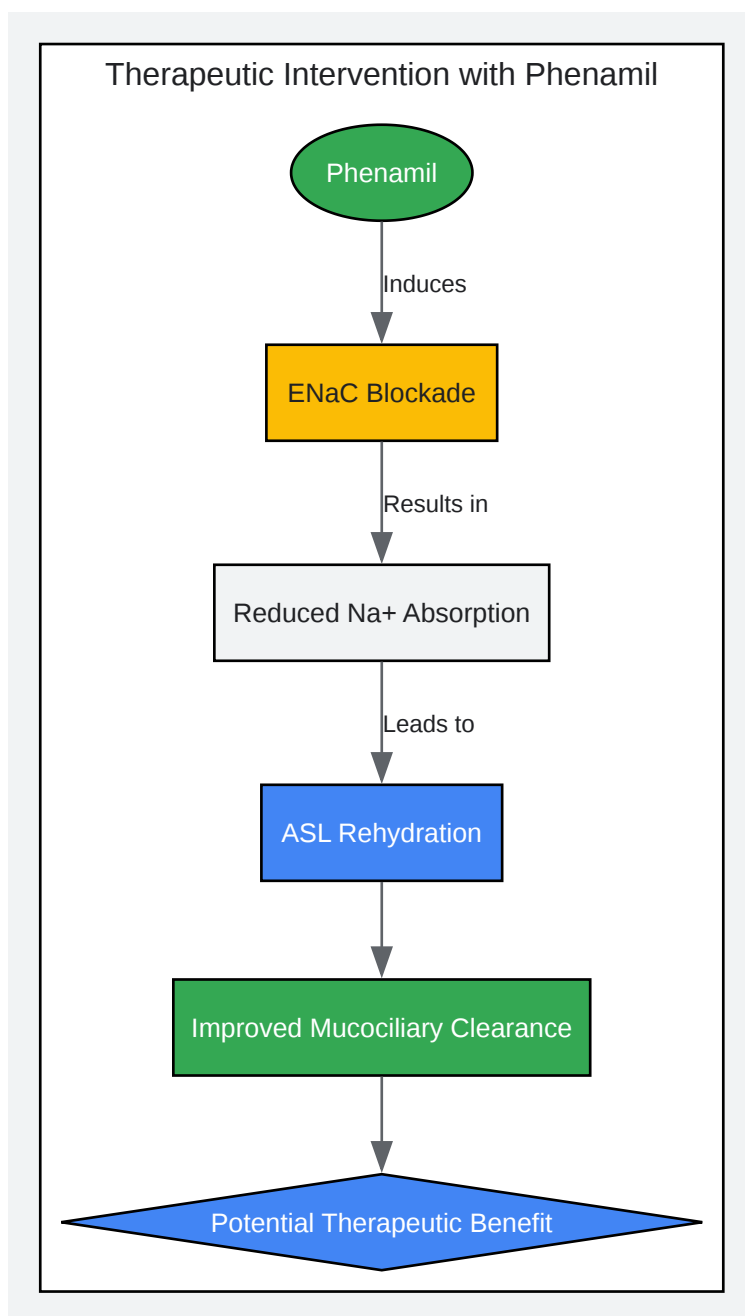 Therapeutic Intervention with Phenamil
Phenamil
Induces
ENaC Blockade
Results in
Reduced Na+ Absorption
Leads to
ASL Rehydration
Improved Mucociliary Clearance
Potential Therapeutic Benefit